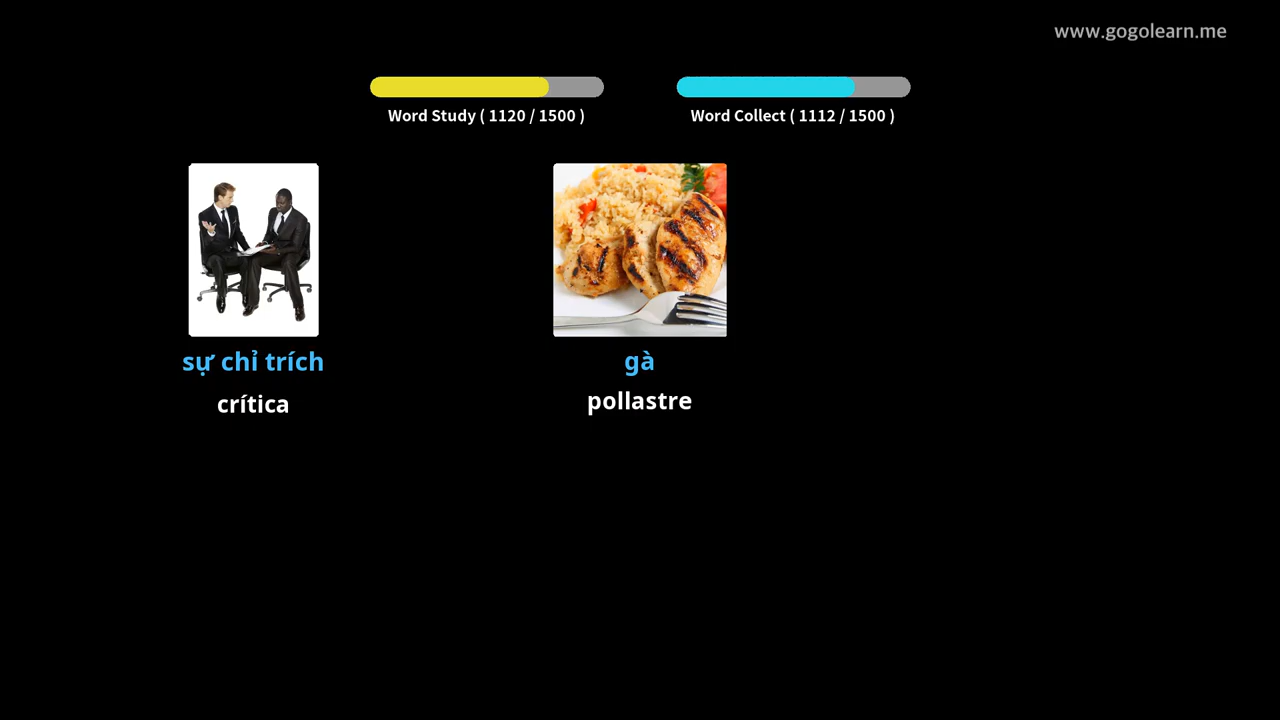 www.gogolearn.me
Word Study ( 1120 / 1500 )
Word Collect ( 1112 / 1500 )
sự chỉ trích
crítica
gà
pollastre